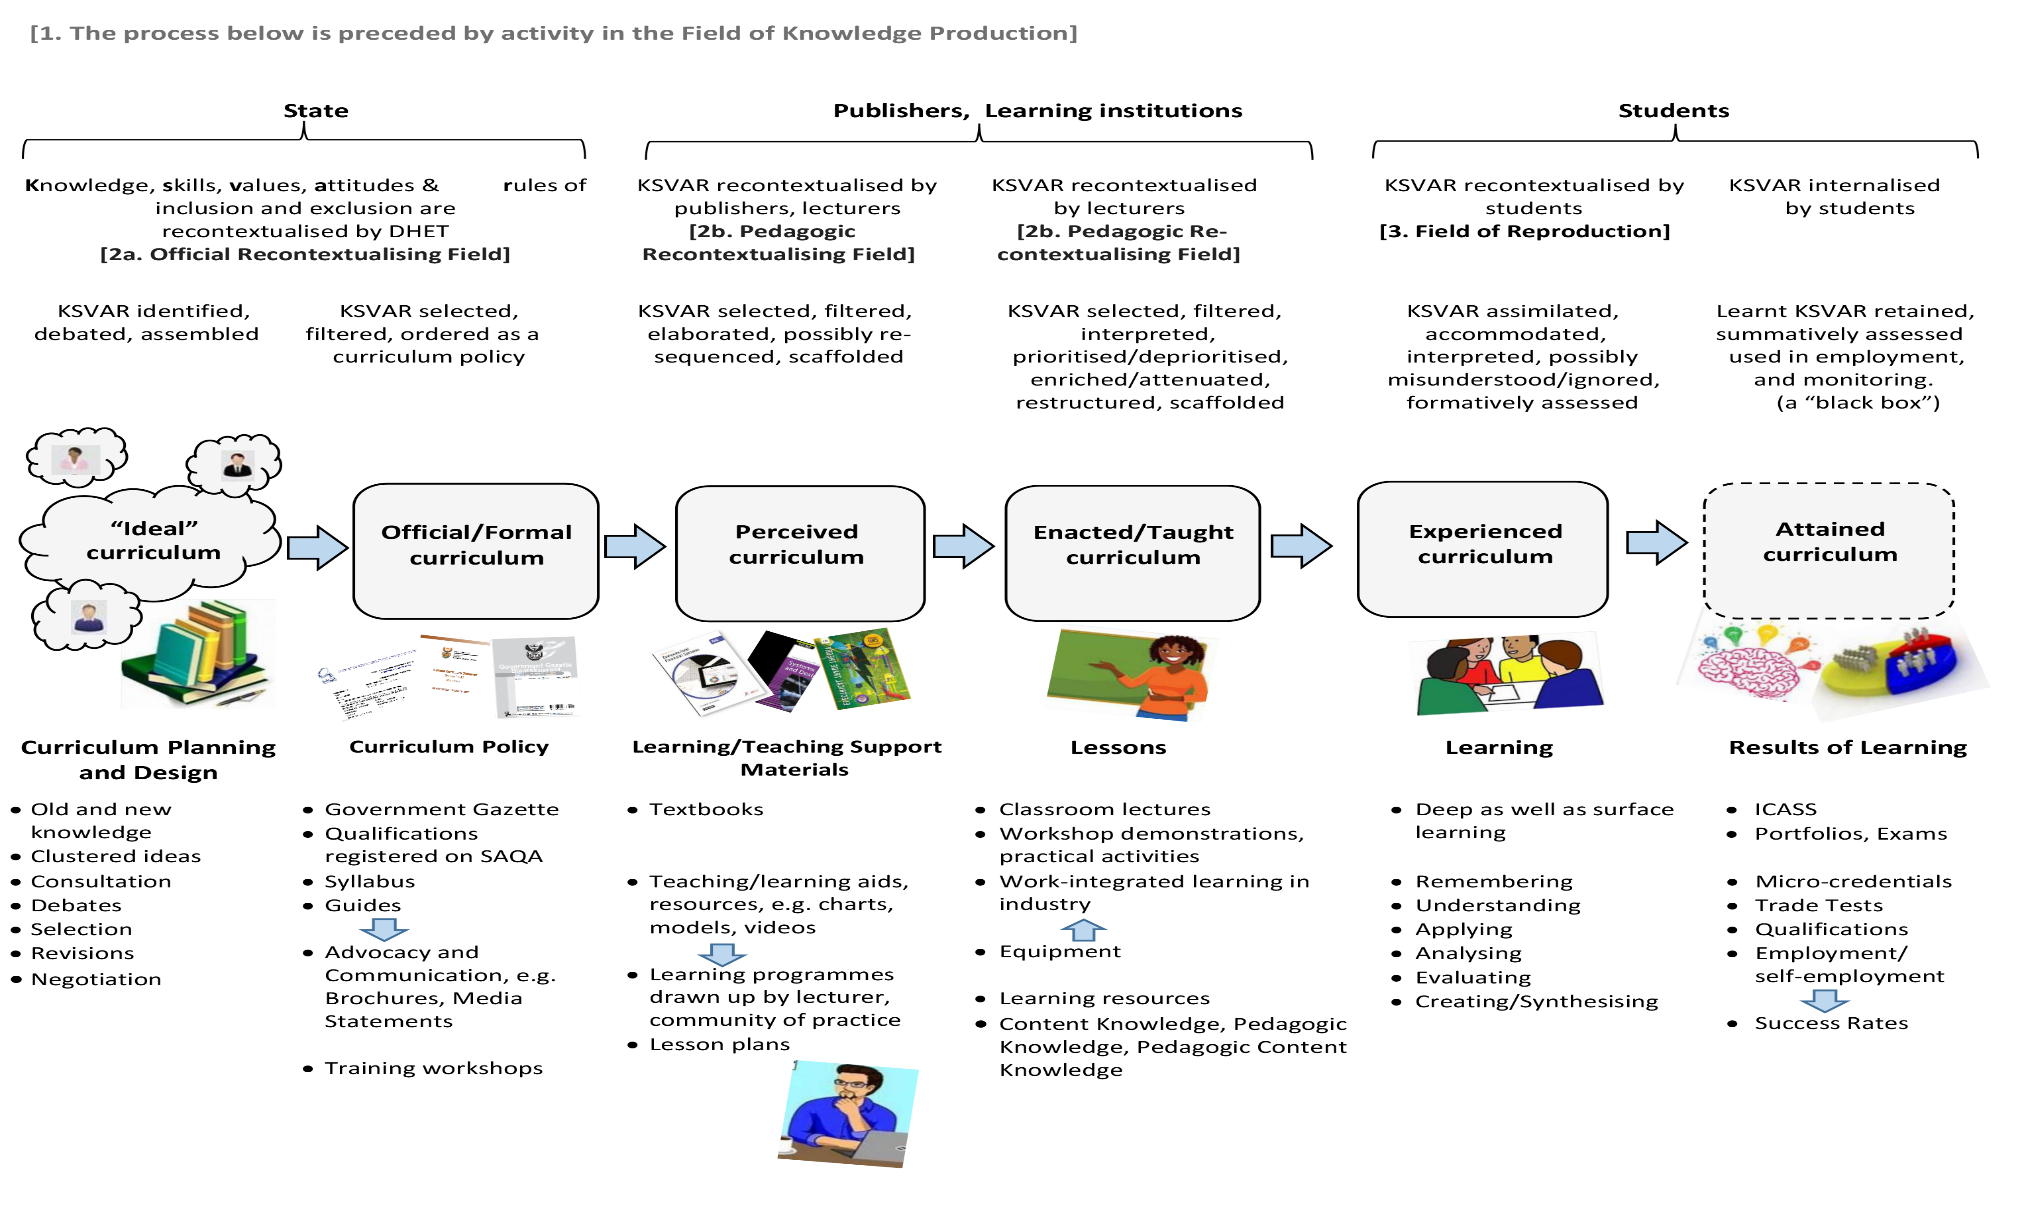 [1. The process below is preceded by activity in the Field of Knowledge Production]
State
Knowledge, skills, values, attitudes & rules of
inclusion and exclusion are
recontextualised by DHET
[2a. Official Recontextualising Field]
KSVAR identified,
debated, assembled
KSVAR selected,
filtered, ordered as a
curriculum policy
Publishers, Learning institutions
KSVAR recontextualised by
publishers, lecturers
[2b. Pedagogic
Recontextualising Field]
KSVAR recontextualised
by lecturers
[2b. Pedagogic Re-
contextualising Field]
KSVAR selected, filtered,
elaborated, possibly re-
sequenced, scaffolded
KSVAR selected, filtered,
interpreted,
prioritised/deprioritised,
enriched/attenuated,
restructured, scaffolded
Students
KSVAR recontextualised by
students
[3. Field of Reproduction]
KSVAR internalised
by students
KSVAR assimilated,
accommodated,
interpreted, possibly
misunderstood/ignored,
formatively assessed
Learnt KSVAR retained,
summatively assessed
used in employment,
and monitoring.
(a “black box”)
“Ideal”
curriculum
Official/Formal
curriculum
Perceived
curriculum
Enacted/Taught
curriculum
Experienced
curriculum
Attained
curriculum
Government Gazette
Curriculum Planning
and Design
• Old and new
knowledge
• Clustered ideas
• Consultation
• Debates
• Selection
• Revisions
• Negotiation
Curriculum Policy
• Government Gazette
• Qualifications
registered on SAQA
• Syllabus
• Guides
• Advocacy and
Communication, e.g.
Brochures, Media
Statements
• Training workshops
Learning/Teaching Support
Materials
• Textbooks
• Teaching/learning aids,
resources, e.g. charts,
models, videos
• Learning programmes
drawn up by lecturer,
community of practice
• Lesson plans
Lessons
• Classroom lectures
• Workshop demonstrations,
practical activities
• Work-integrated learning in
industry
• Equipment
• Learning resources
• Content Knowledge, Pedagogic
Knowledge, Pedagogic Content
Knowledge
Learning
• Deep as well as surface
learning
• Remembering
• Understanding
• Applying
• Analysing
• Evaluating
• Creating/Synthesising
Results of Learning
• ICASS
• Portfolios, Exams
• Micro-credentials
• Trade Tests
• Qualifications
• Employment/
self-employment
• Success Rates